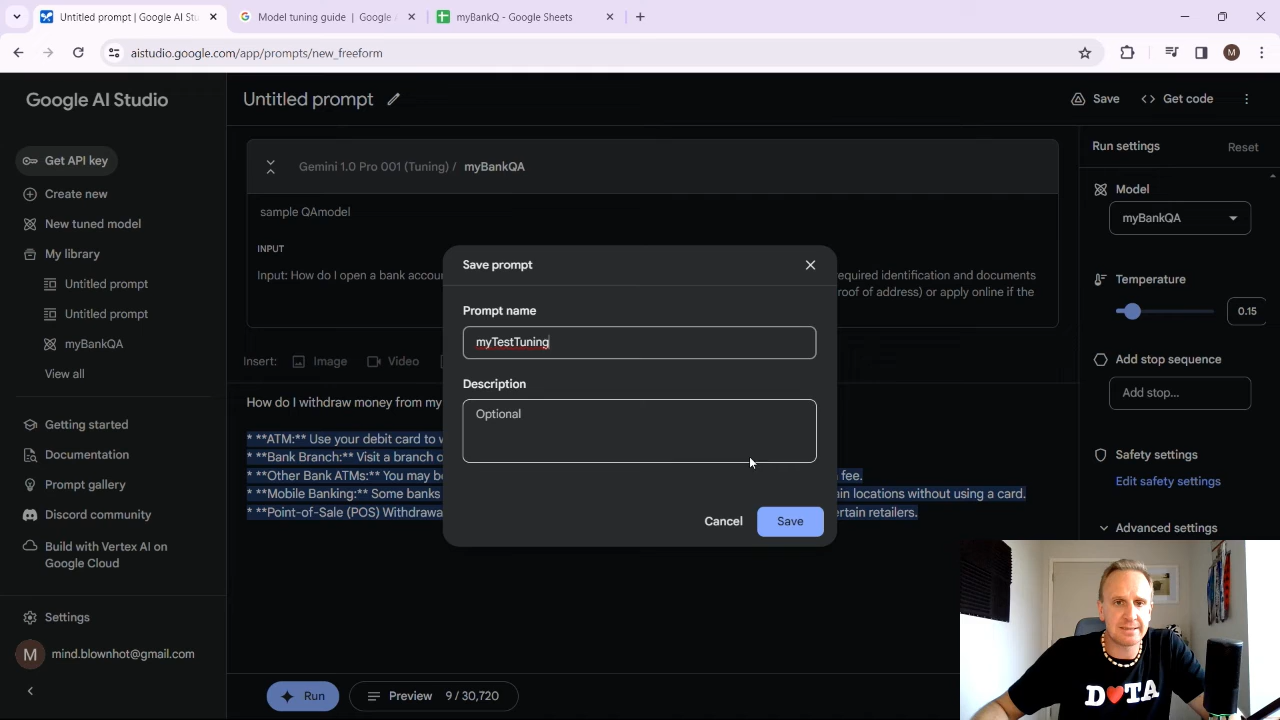 Untitled prompt | Google AI Stu
Model tuning guide | Google A
myBankQ - Google Sheets
aistudio.google.com/app/prompts/new_freeform
M
Google AI Studio
Get API key
Create new
New tuned model
My library
Untitled prompt
Untitled prompt
myBankQA
View all
Getting started
Documentation
Prompt gallery
Discord community
Build with Vertex AI on
Google Cloud
Settings
M mind.blownhot@gmail.com
Untitled prompt
Save
Get code
Gemini 1.0 Pro 001 (Tuning) / myBankQA
sample QAmodel
INPUT
Input: How do I open a bank accou
equired identification and documents
roof of address) or apply online if the
Insert: Image Video
How do I withdraw money from my
* **ATM:** Use your debit card to w
* **Bank Branch:** Visit a branch o
* **Other Bank ATMs:** You may be fee.
* **Mobile Banking:** Some banks in locations without using a card.
* **Point-of-Sale (POS) Withdrawa ertain retailers.
Save prompt
Prompt name
myTestTuning
Description
Optional
Cancel
Save
Run
Preview 9 / 30,720
Run settings
Reset
Model
myBankQA
Temperature
0.15
Add stop sequence
Add stop...
Safety settings
Edit safety settings
Advanced settings
D♥TA